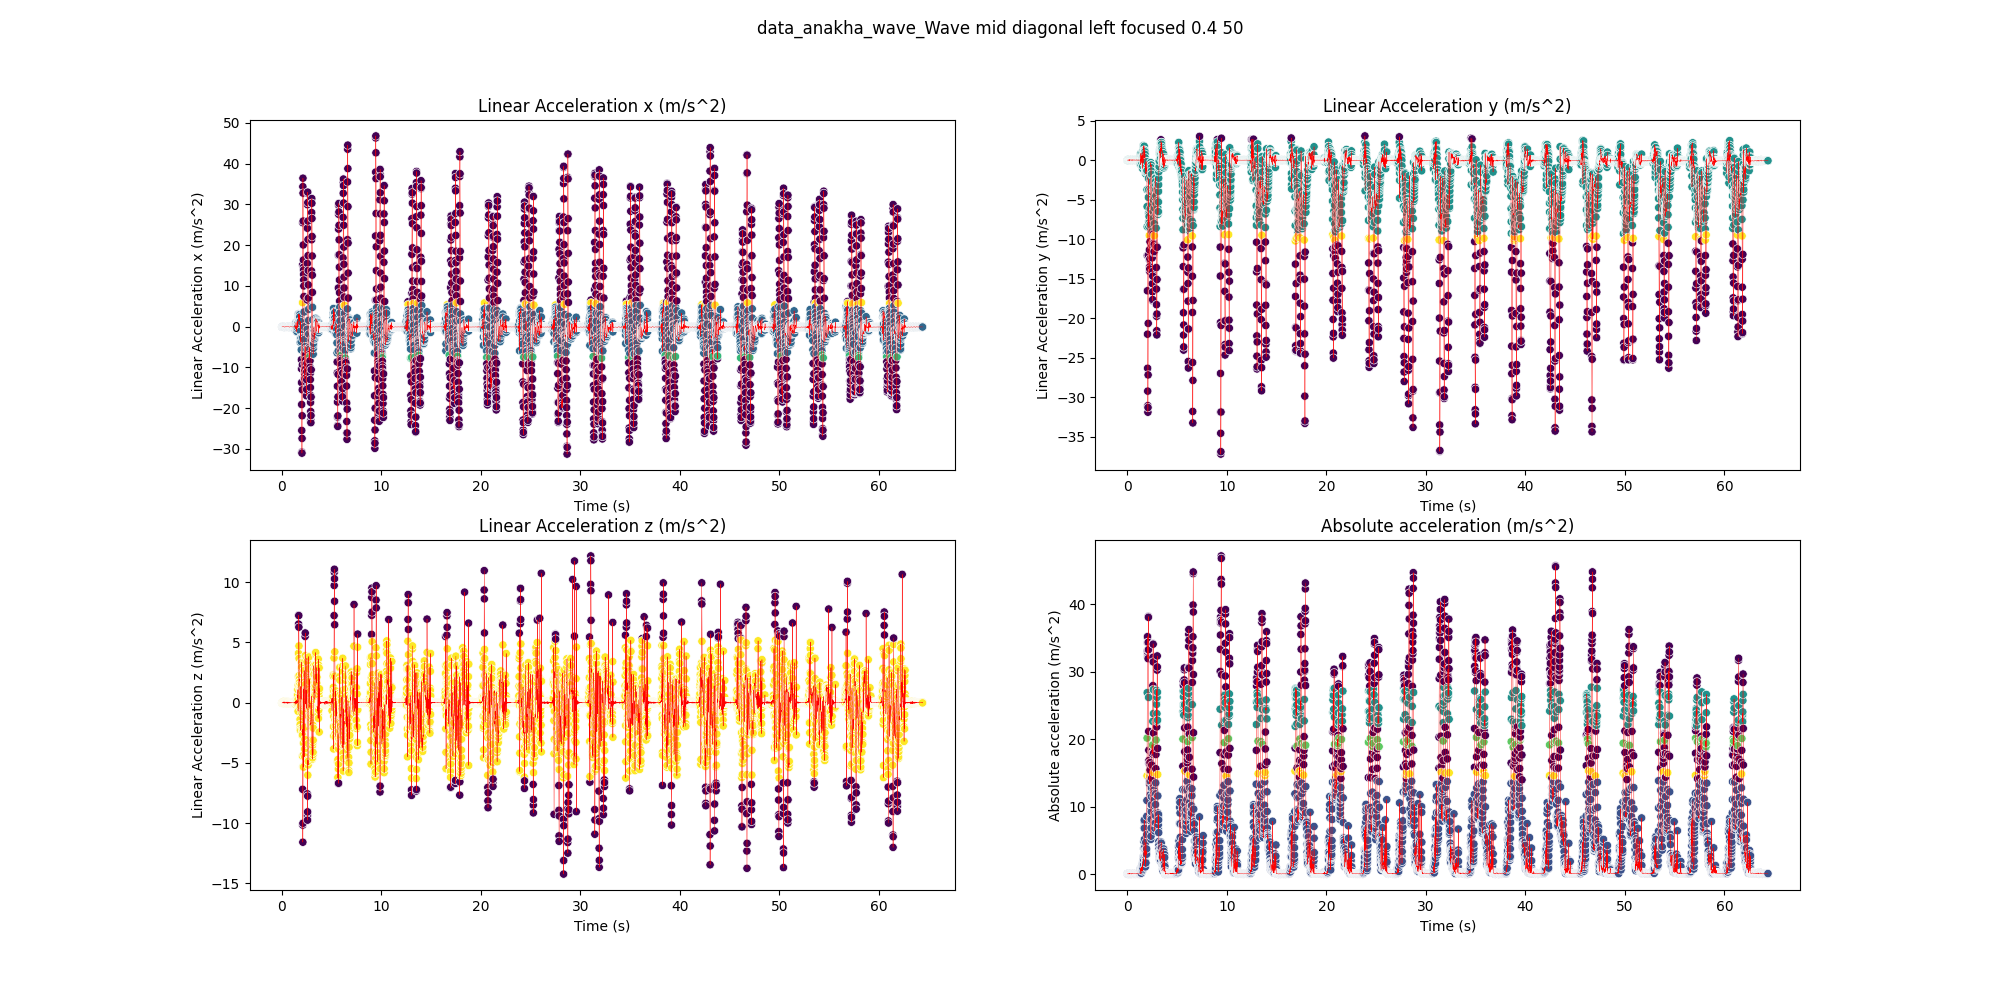 data_anakha_wave_Wave mid diagonal left focused 0.4 50
Linear Acceleration x (m/s^2)
Linear Acceleration x (m/s^2)
50
40
30
20
10
0
−10
−20
−30
0 10 20 30 40 50 60
Time (s)
Linear Acceleration y (m/s^2)
Linear Acceleration y (m/s^2)
5
0
−5
−10
−15
−20
−25
−30
−35
0 10 20 30 40 50 60
Time (s)
Linear Acceleration z (m/s^2)
Linear Acceleration z (m/s^2)
10
5
0
−5
−10
−15
0 10 20 30 40 50 60
Time (s)
Absolute acceleration (m/s^2)
Absolute acceleration (m/s^2)
40
30
20
10
0
0 10 20 30 40 50 60
Time (s)